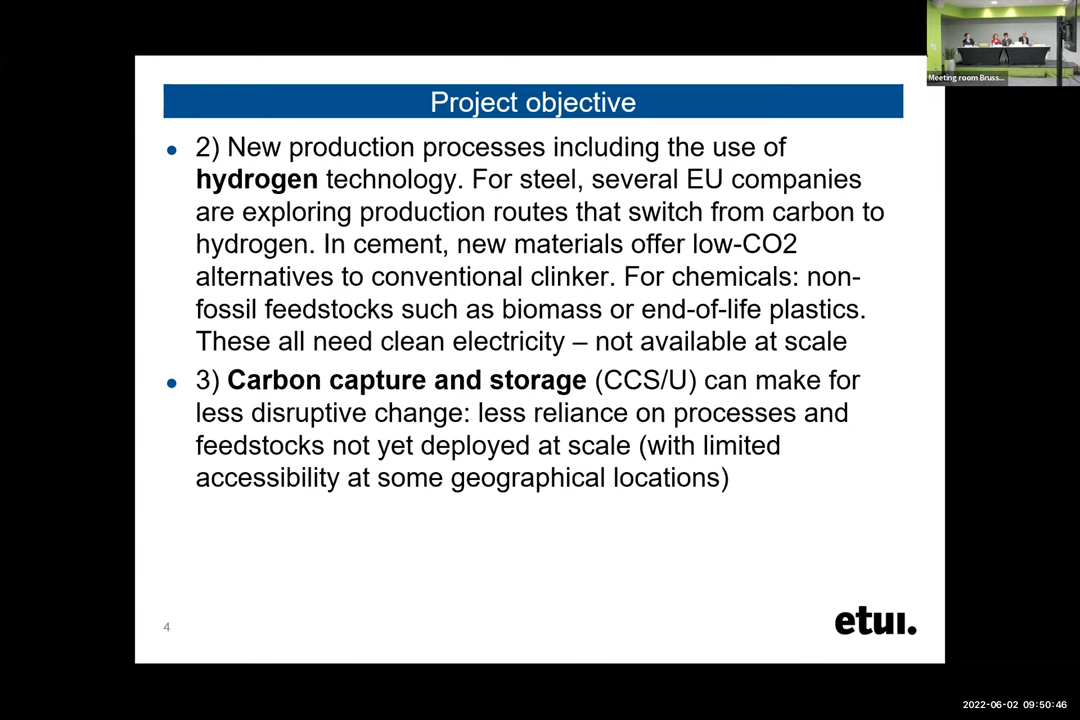 Meeting room Bruss...
Project objective
• 2) New production processes including the use of
hydrogen technology. For steel, several EU companies
are exploring production routes that switch from carbon to
hydrogen. In cement, new materials offer low-CO2
alternatives to conventional clinker. For chemicals: non-
fossil feedstocks such as biomass or end-of-life plastics.
These all need clean electricity – not available at scale
• 3) Carbon capture and storage (CCS/U) can make for
less disruptive change: less reliance on processes and
feedstocks not yet deployed at scale (with limited
accessibility at some geographical locations)
4
etui.
2022-06-02 09:50:46